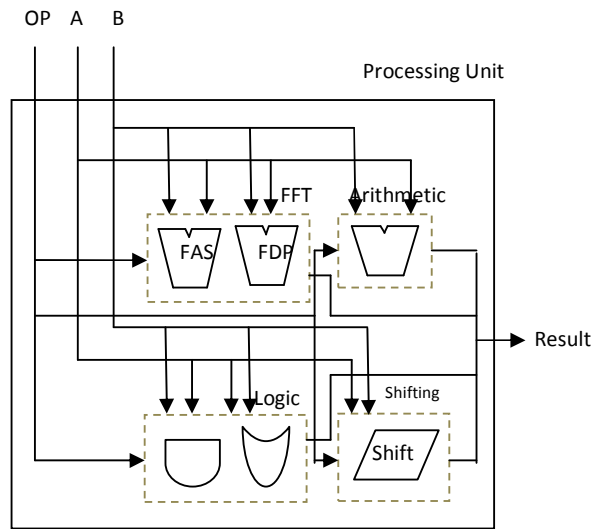 OP A B
Processing Unit
FFT Arithmetic
FAS FDP
Result
Logic Shifting
Shift